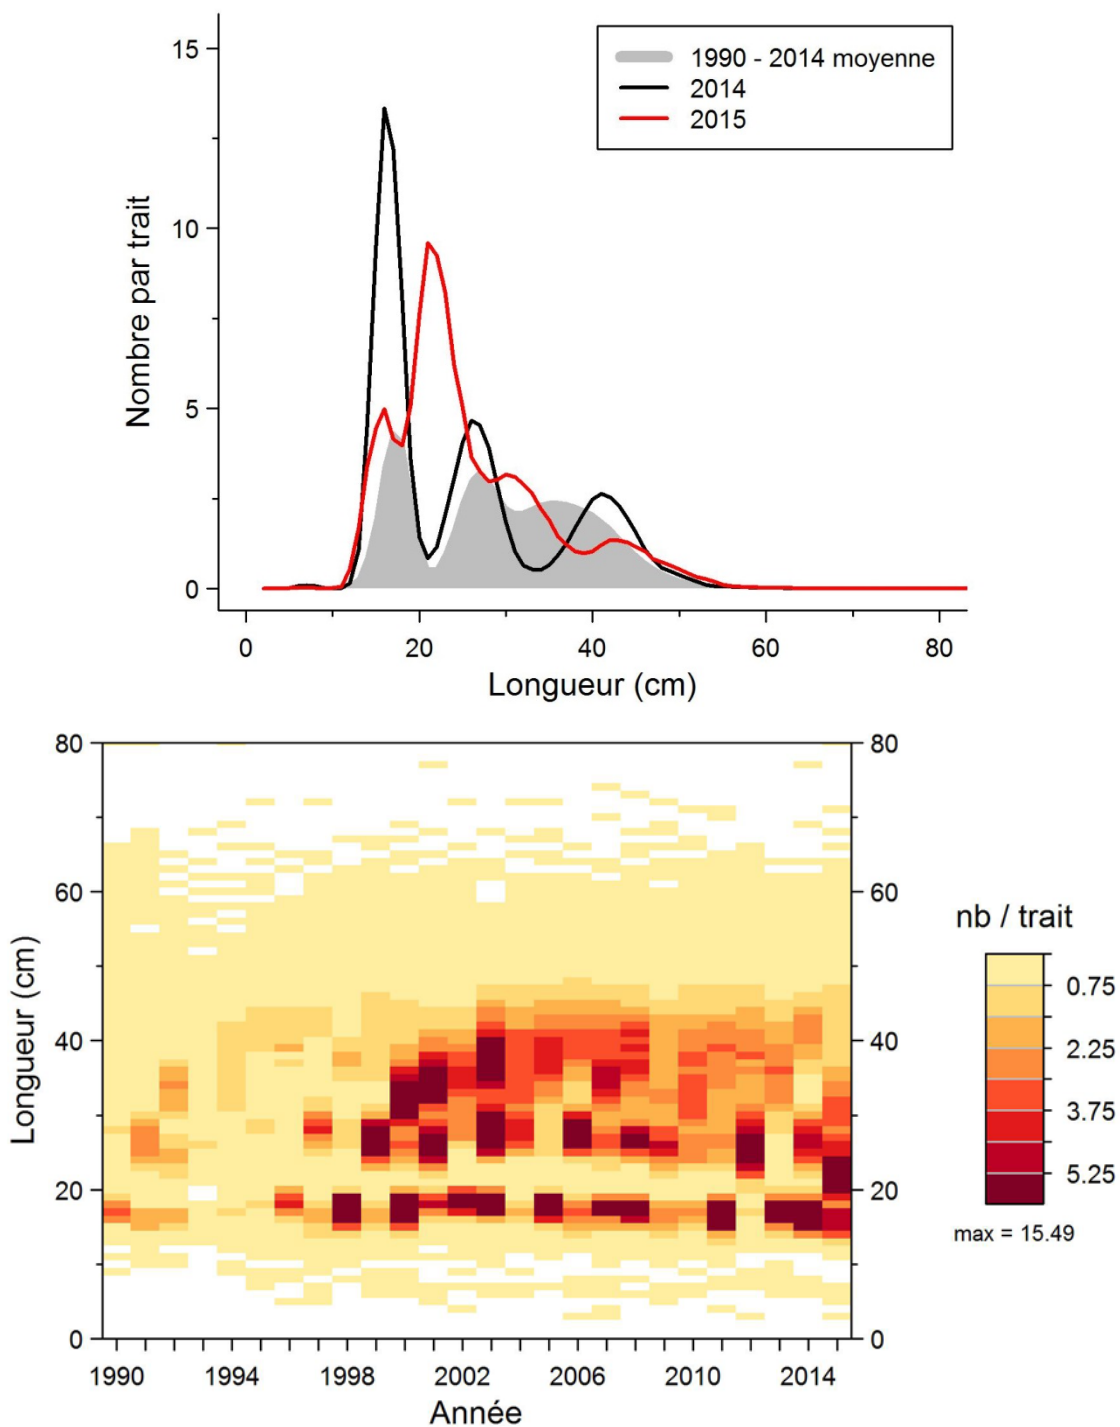 15
10
5
0
Nombre par trait
1990 - 2014 moyenne
2014
2015
0 20 40 60 80
Longueur (cm)
80
60
40
20
0
Longueur (cm)
80
60
40
20
0
1990 1994 1998 2002 2006 2010 2014
Année
nb / trait
0.75
2.25
3.75
5.25
max = 15.49